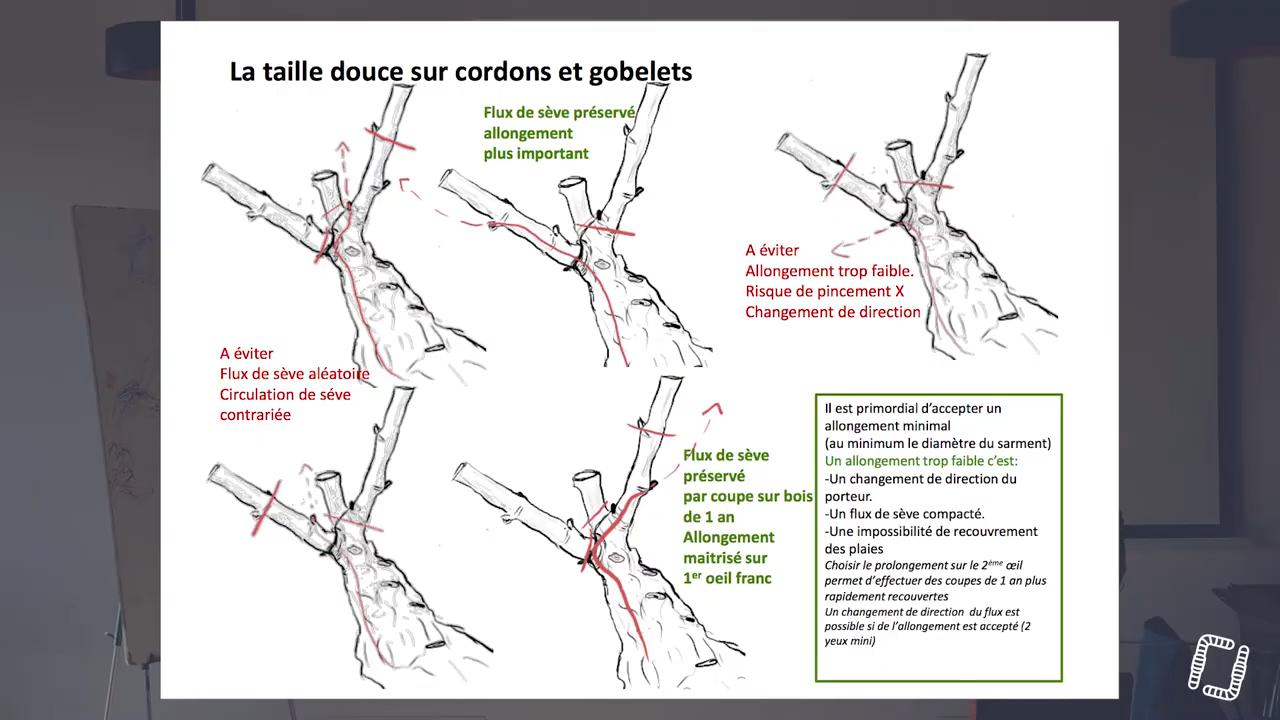 La taille douce sur cordons et gobelets
Flux de sève préservé
allongement
plus important
A éviter
Allongement trop faible.
Risque de pincement X
Changement de direction
A éviter
Flux de sève aléatoire
Circulation de séve
contrariée
Flux de sève
préservé
par coupe sur bois
de 1 an
Allongement
maitrisé sur
1er oeil franc
Il est primordial d’accepter un
allongement minimal
(au minimum le diamètre du sarment)
Un allongement trop faible c’est:
-Un changement de direction du
porteur.
-Un flux de sève compacté.
-Une impossibilité de recouvrement
des plaies
Choisir le prolongement sur le 2ème œil
permet d’effectuer des coupes de 1 an plus
rapidement recouvertes
Un changement de direction du flux est
possible si de l’allongement est accepté (2
yeux mini)